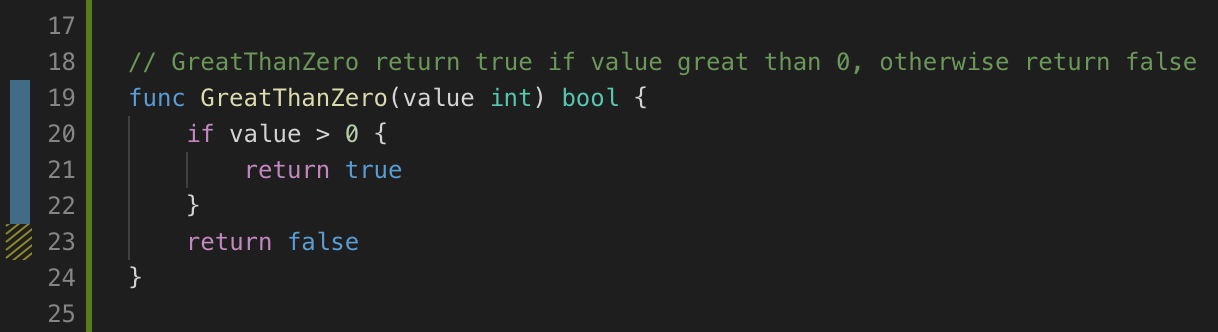 17
18 // GreatThanZero return true if value great than 0, otherwise return false
19 func GreatThanZero(value int) bool {
20     if value > 0 {
21         return true
22     }
23     return false
24 }
25